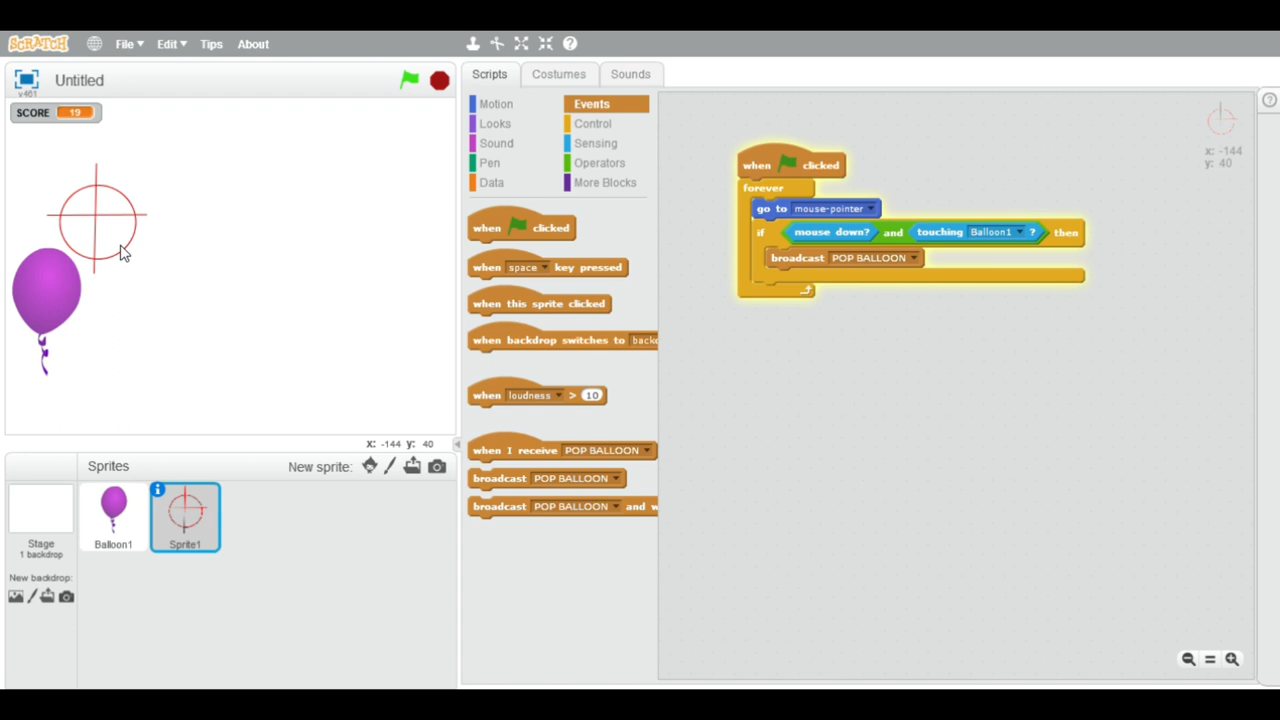 SCRATCH File Edit Tips About
v461 Untitled
SCORE 19
X: -144 y: 40
Sprites New sprite:
Stage
1 backdrop
New backdrop:
Balloon1
Sprite1
Scripts Costumes Sounds
Motion Events
Looks Control
Sound Sensing
Pen Operators
Data More Blocks
when clicked
when space key pressed
when this sprite clicked
when backdrop switches to
when loudness > 10
when I receive POP BALLOON
broadcast POP BALLOON
broadcast POP BALLOON and w
when clicked
forever
go to mouse-pointer
if mouse down? and touching Balloon1 ? then
broadcast POP BALLOON
x: -144
y: 40